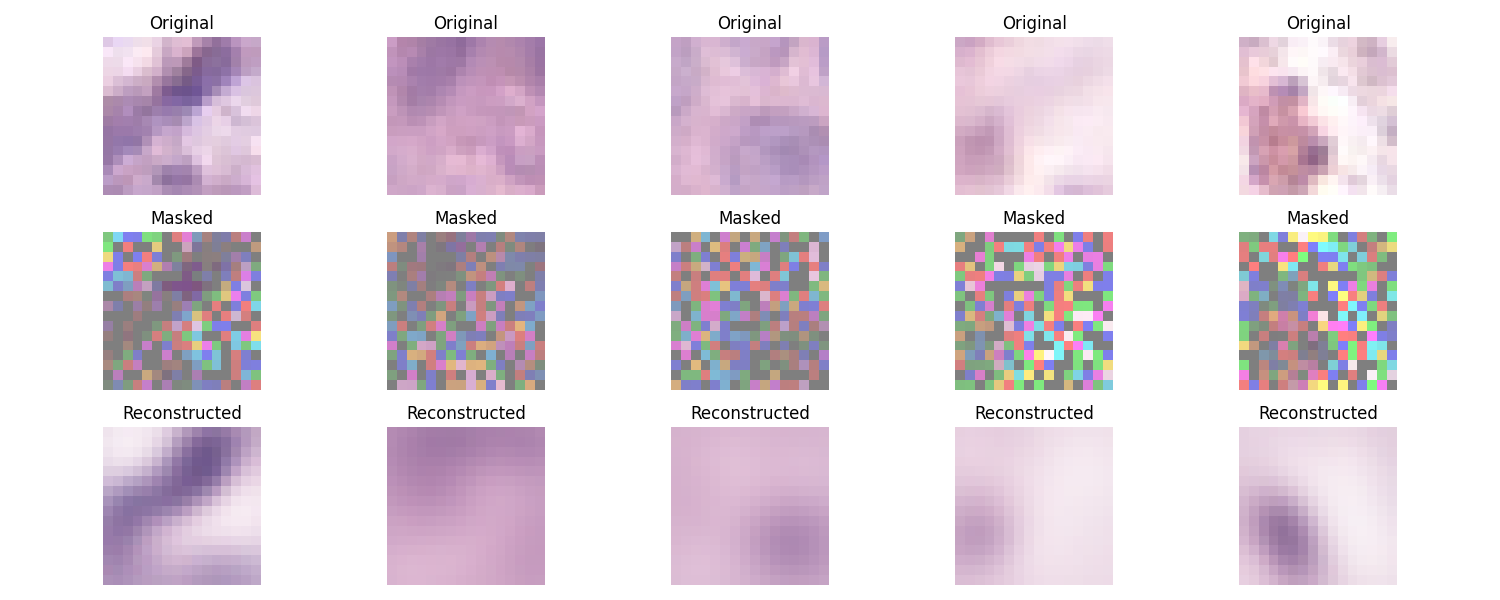 Original Original Original Original Original
Masked Masked Masked Masked Masked
Reconstructed Reconstructed Reconstructed Reconstructed Reconstructed